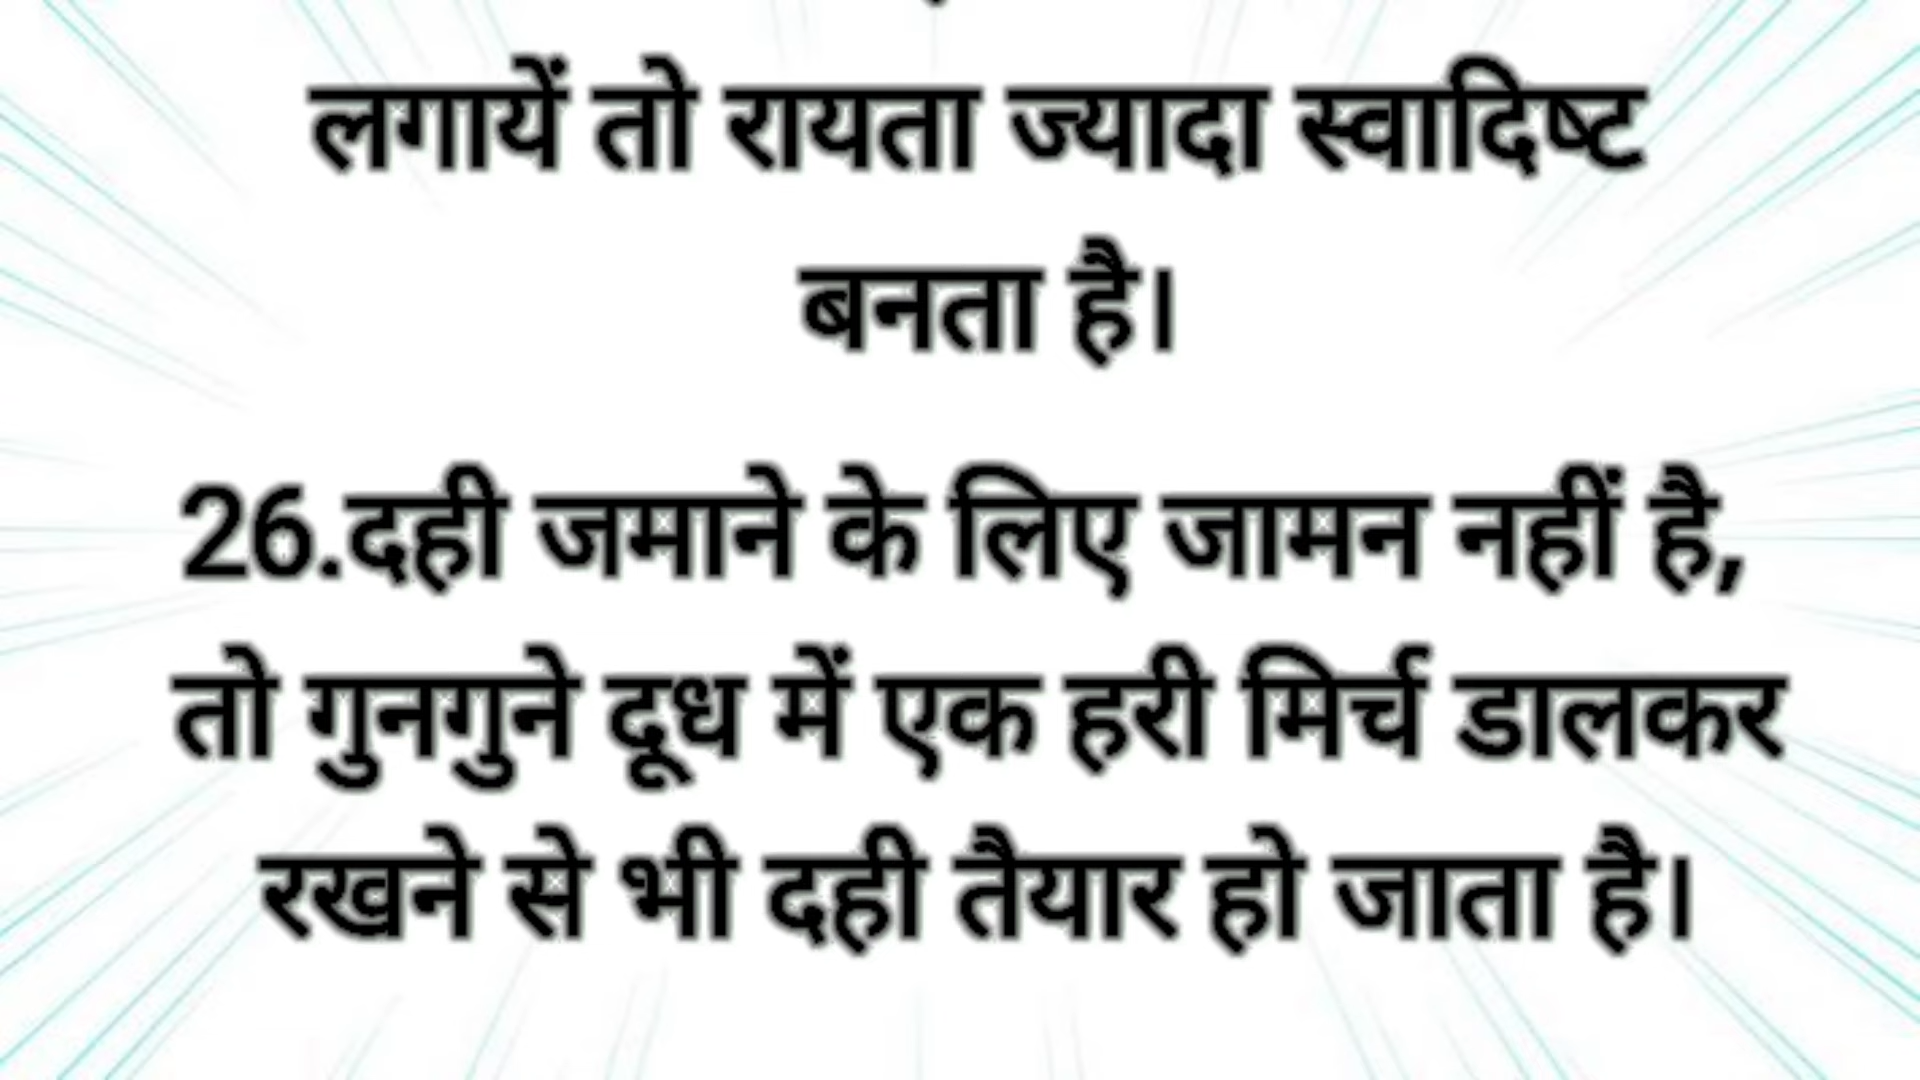 लगायें तो रायता ज्यादा स्वादिष्ट
बनता है।
26.दही जमाने के लिए जामन नहीं है,
तो गुनगुने दूध में एक हरी मिर्च डालकर
रखने से भी दही तैयार हो जाता है।